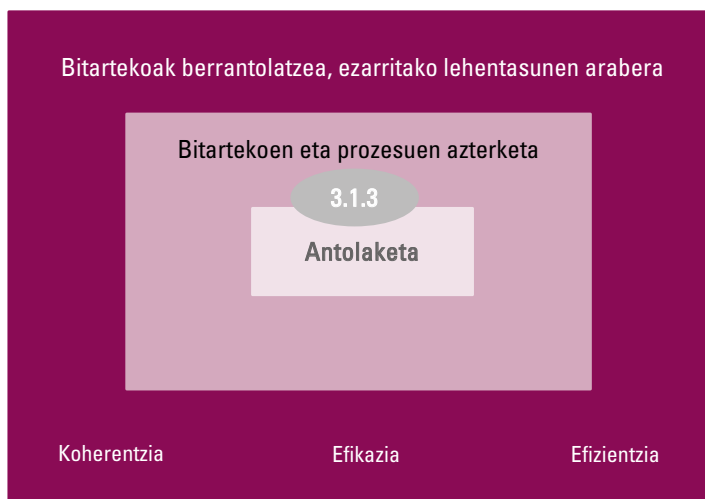 Bitartekoak berrantolatzea, ezarritako lehentasunen arabera
Bitartekoen eta prozesuen azterketa
3.1.3
Antolaketa
Koherentzia Efikazia Efizientzia